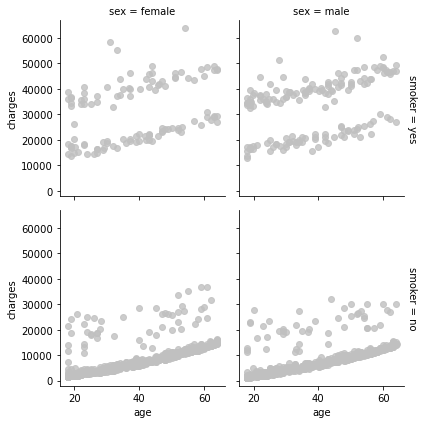 sex = female
sex = male
60000
50000
40000
30000
20000
10000
0
charges
smoker = yes
60000
50000
40000
30000
20000
10000
0
charges
smoker = no
20
40
60
age
20
40
60
age